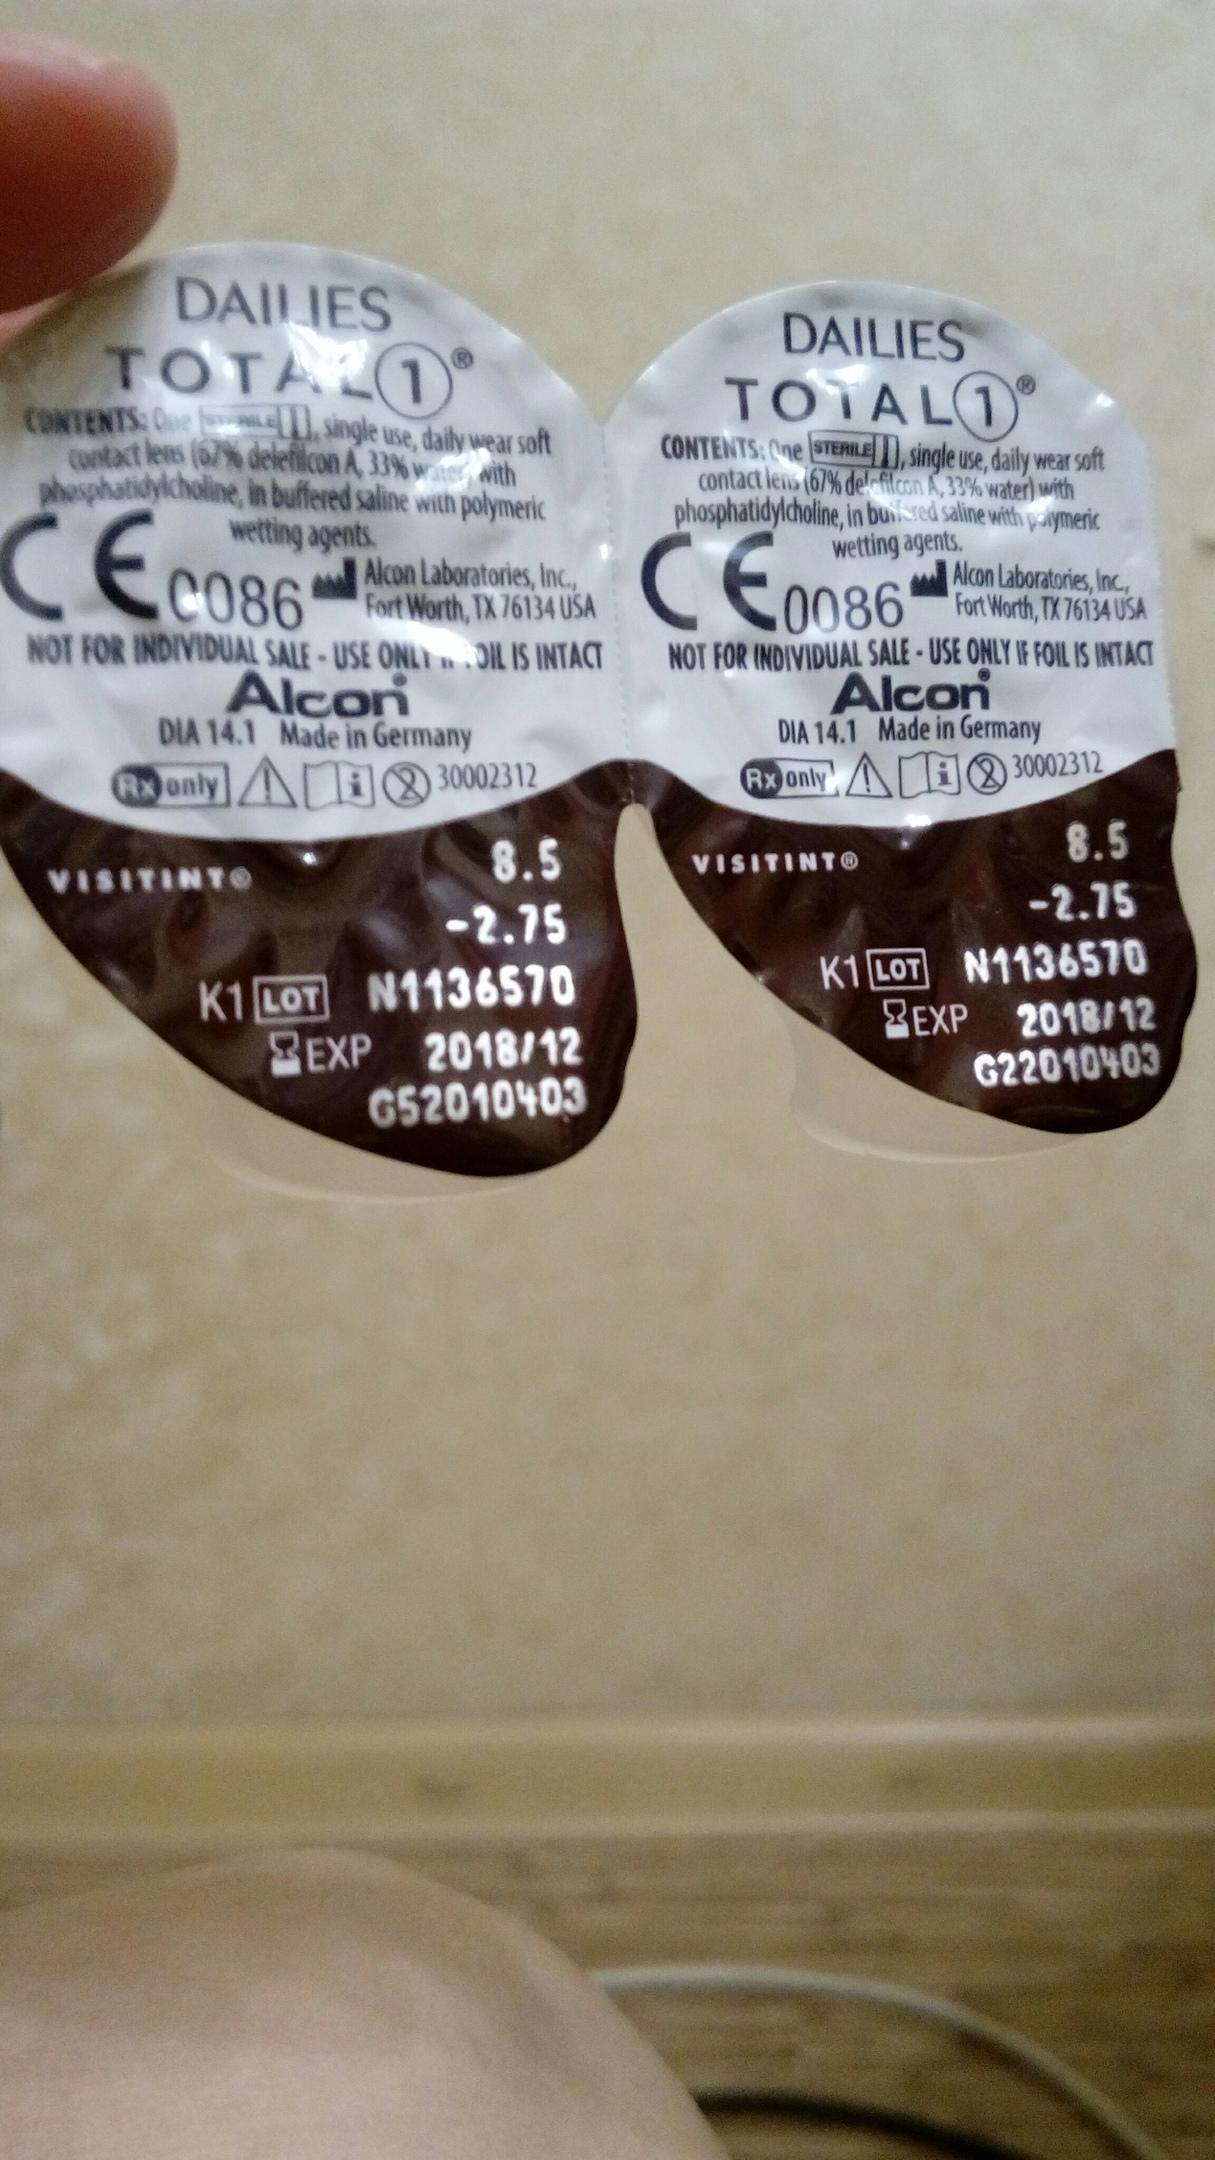 DAILIES
TOTAL 1®
CONTENTS: One STERILE, single use, daily wear soft
contact lens (67% delefilcon A, 33% water) with
phosphatidylcholine, in buffered saline with polymeric
wetting agents.
CE 0086 Alcon Laboratories, Inc.,
Fort Worth, TX 76134 USA
NOT FOR INDIVIDUAL SALE - USE ONLY IF FOIL IS INTACT
Alcon®
DIA 14.1 Made in Germany
Rx only 30002312
VISITINT® 8.5
-2.75
K1 LOT N1136570
EXP 2018/12
G52010403
DAILIES
TOTAL 1®
CONTENTS: One STERILE, single use, daily wear soft
contact lens (67% delefilcon A, 33% water) with
phosphatidylcholine, in buffered saline with polymeric
wetting agents.
CE 0086 Alcon Laboratories, Inc.,
Fort Worth, TX 76134 USA
NOT FOR INDIVIDUAL SALE - USE ONLY IF FOIL IS INTACT
Alcon®
DIA 14.1 Made in Germany
Rx only 30002312
VISITINT® 8.5
-2.75
K1 LOT N1136570
EXP 2018/12
G22010403